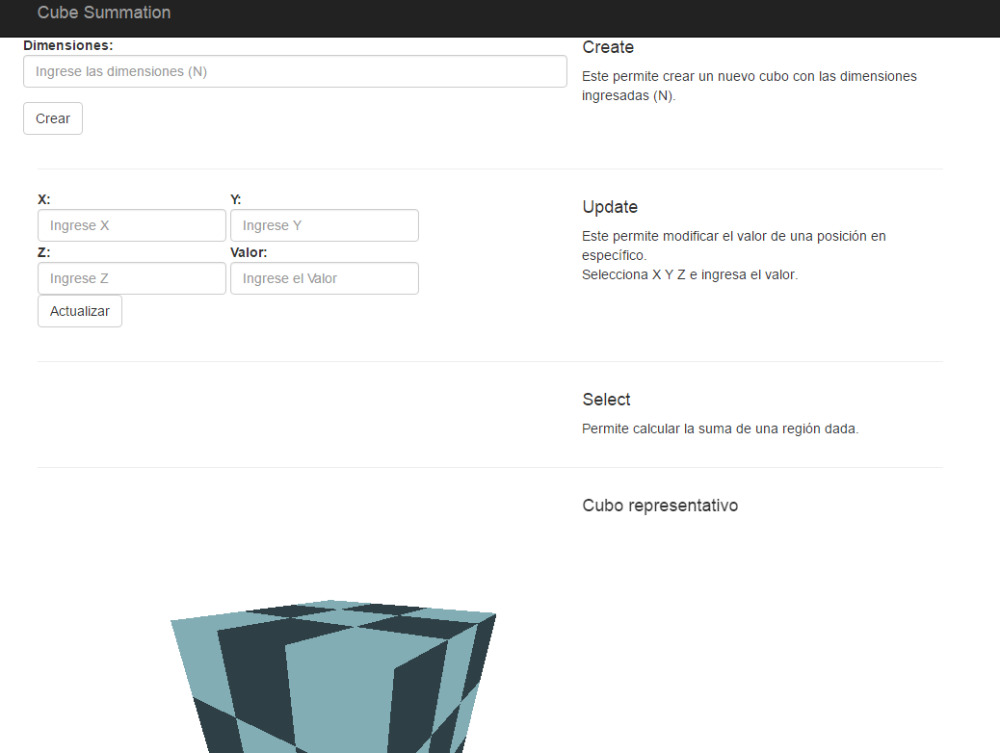 Cube Summation
Dimensiones:
Ingrese las dimensiones (N)
Crear
Create
Este permite crear un nuevo cubo con las dimensiones
ingresadas (N).
X:
Y:
Ingrese X
Ingrese Y
Z:
Valor:
Ingrese Z
Ingrese el Valor
Actualizar
Update
Este permite modificar el valor de una posición en
específico.
Selecciona X Y Z e ingresa el valor.
Select
Permite calcular la suma de una región dada.
Cubo representativo